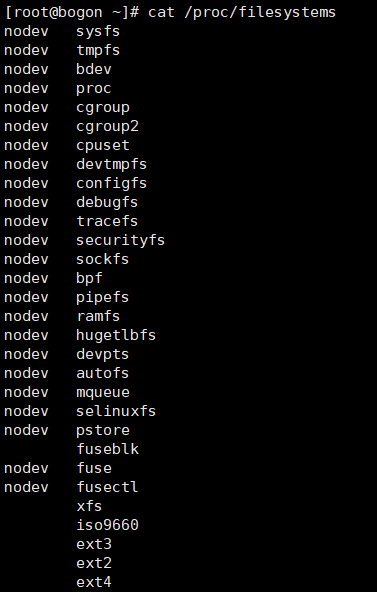 [root@bogon ~]# cat /proc/filesystems
nodev   sysfs
nodev   tmpfs
nodev   bdev
nodev   proc
nodev   cgroup
nodev   cgroup2
nodev   cpuset
nodev   devtmpfs
nodev   configfs
nodev   debugfs
nodev   tracefs
nodev   securityfs
nodev   sockfs
nodev   bpf
nodev   pipefs
nodev   ramfs
nodev   hugetlbfs
nodev   devpts
nodev   autofs
nodev   mqueue
nodev   selinuxfs
nodev   pstore
        fuseblk
nodev   fuse
nodev   fusectl
        xfs
        iso9660
        ext3
        ext2
        ext4